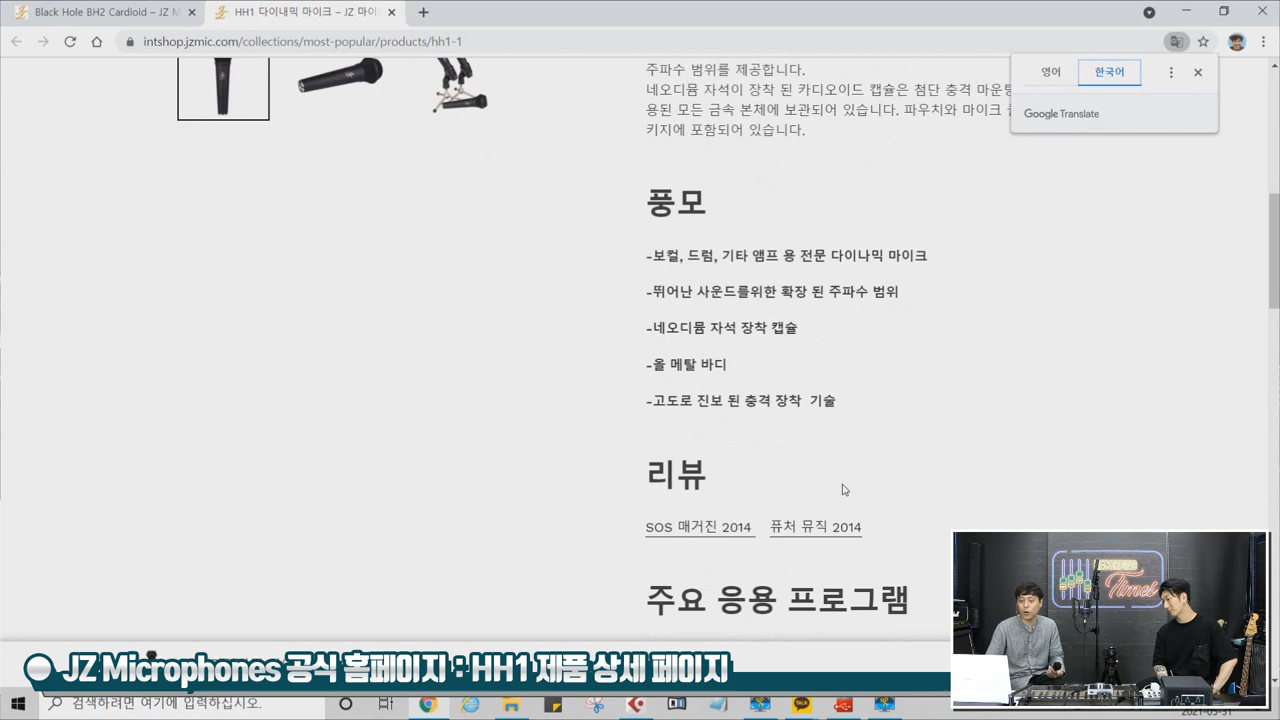 Black Hole BH2 Cardioid – JZ M
HH1 다이내믹 마이크 – JZ 마이
intshop.jzmic.com/collections/most-popular/products/hh1-1
영어
한국어
Google Translate
주파수 범위를 제공합니다.
네오디뮴 자석이 장착 된 카디오이드 캡슐은 첨단 충격 마운팅
용된 모든 금속 본체에 보관되어 있습니다. 파우치와 마이크
키지에 포함되어 있습니다.
풍모
-보컬, 드럼, 기타 앰프 용 전문 다이나믹 마이크
-뛰어난 사운드를위한 확장 된 주파수 범위
-네오디뮴 자석 장착 캡슐
-올 메탈 바디
-고도로 진보 된 충격 장착 기술
리뷰
SOS 매거진 2014 퓨처 뮤직 2014
주요 응용 프로그램
Times
JZ Microphones 공식 홈페이지 : HH1 제품 상세 페이지
검색하려면 여기에 입력하십시오.
TALK
2021-03-31